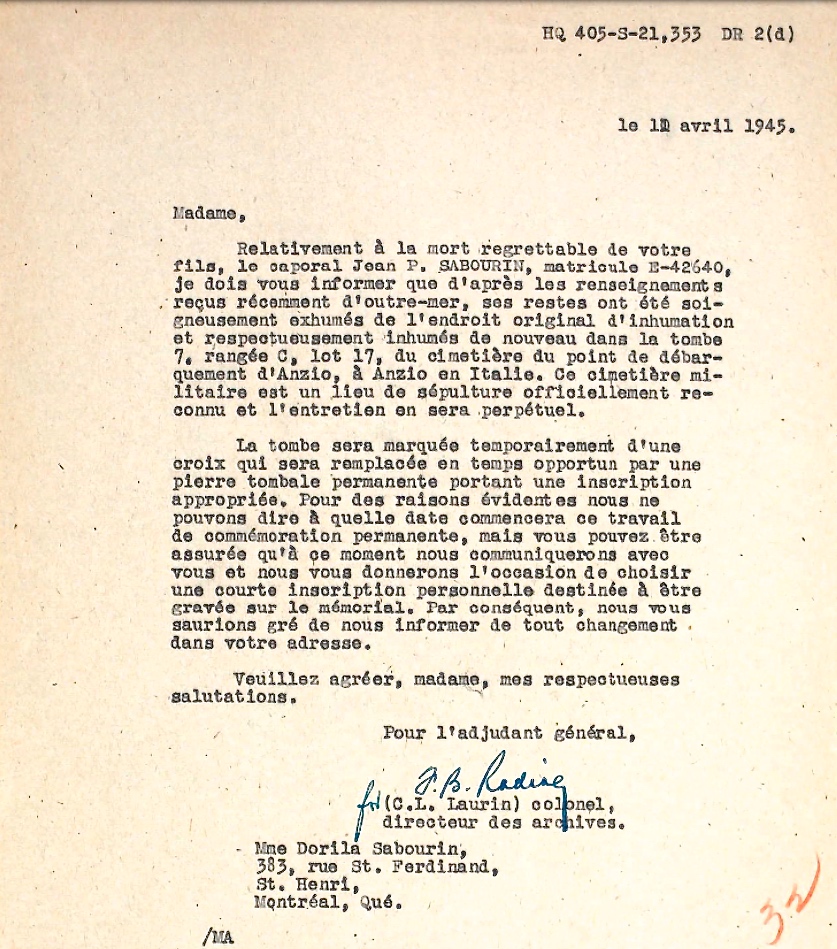 HQ 405-S-21,353 DR 2(d)
le avril 1945.
Madame,
Relativement à la mort regrettable de votre
fils, le caporal Jean P. SABOURIN, matricule E-42640,
je dois vous informer que d'après les renseignements
reçus récemment d'outre-mer, ses restes ont été soi-
gneusement exhumés de l'endroit original d'inhumation
et respectueusement inhumés de nouveau dans la tombe
7, rangée C, lot 17, du cimetière du point de débar-
quement d'Anzio, à Anzio en Italie. Ce cimetière mi-
litaire est un lieu de sépulture officiellement re-
connu et l'entretien en sera perpétuel.
La tombe sera marquée temporairement d'une
croix qui sera remplacée en temps opportun par une
pierre tombale permanente portant une inscription
appropriée. Pour des raisons évidentes nous ne
pouvons dire à quelle date commencera ce travail
de commémoration permanente, mais vous pouvez être
assurée qu'à ce moment nous communiquerons avec
vous et nous vous donnerons l'occasion de choisir
une courte inscription personnelle destinée à être
gravée sur le mémorial. Par conséquent, nous vous
saurions gré de nous informer de tout changement
dans votre adresse.
Veuillez agréer, madame, mes respectueuses
salutations.
Pour l'adjudant général,
for (C.L. Laurin) colonel,
directeur des archives.
Mme Dorila Sabourin,
383, rue St. Ferdinand,
St. Henri,
Montréal, Qué.
/MA
32